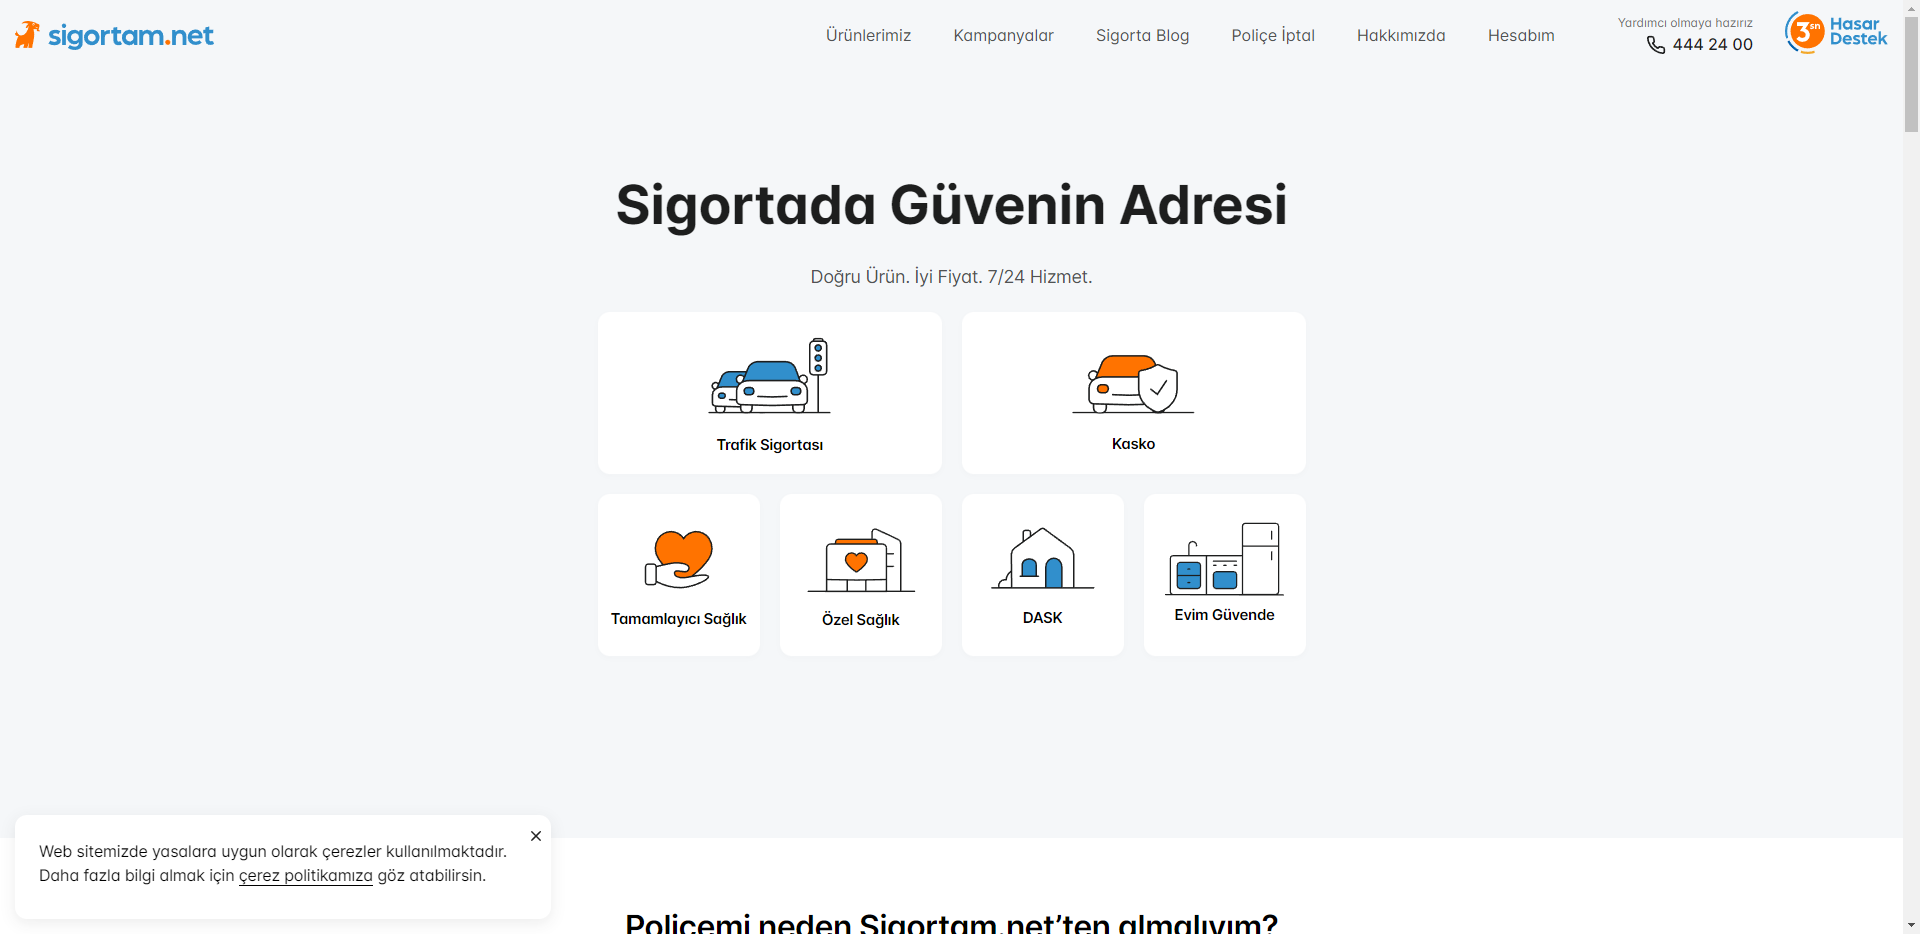 sigortam.net
Ürünlerimiz
Kampanyalar
Sigorta Blog
Poliçe İptal
Hakkımızda
Hesabım
Yardımcı olmaya hazırız
444 24 00
3sn
Hasar
Destek
Sigortada Güvenin Adresi
Doğru Ürün. İyi Fiyat. 7/24 Hizmet.
Trafik Sigortası
Kasko
Tamamlayıcı Sağlık
Özel Sağlık
DASK
Evim Güvende
Web sitemizde yasalara uygun olarak çerezler kullanılmaktadır.
Daha fazla bilgi almak için çerez politikamıza göz atabilirsin.
Poliçemi neden Sigortam.net’ten almalıyım?